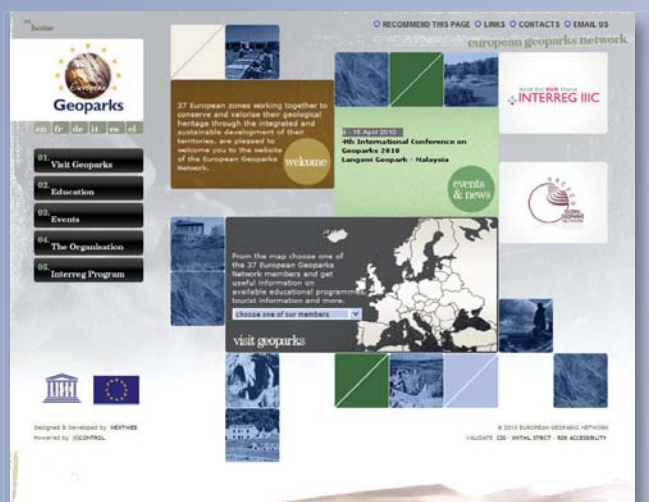 home
RECOMMEND THIS PAGE LINKS CONTACTS EMAIL US
european geoparks network
European
Geoparks
en fr de it es el
01. Visit Geoparks
02. Education
03. Events
04. The Organisation
05. Interreg Program
37 European zones working together to
conserve and valorise their geological
heritage through the integrated and
sustainable development of their
territories, are pleased to
welcome you to the website
of the European Geoparks
Network.
welcome
15 April 2010
4th International Conference on
Geoparks 2010
Langawi Geopark - Malaysia
events
& news
INTERREG IIIC
GLOBAL
GEOPARKS
NETWORK
From the map choose one of
the 37 European Geoparks
Network members and get
useful information on
available educational programmes,
tourist information and more.
choose one of our members
visit geoparks
Designed & Developed by NEXTWEB
Powered by (I)CONTROL
© 2010 EUROPEAN GEOPARKS NETWORK
VALIDATE CSS - XHTML STRICT - 508 ACCESSIBILITY